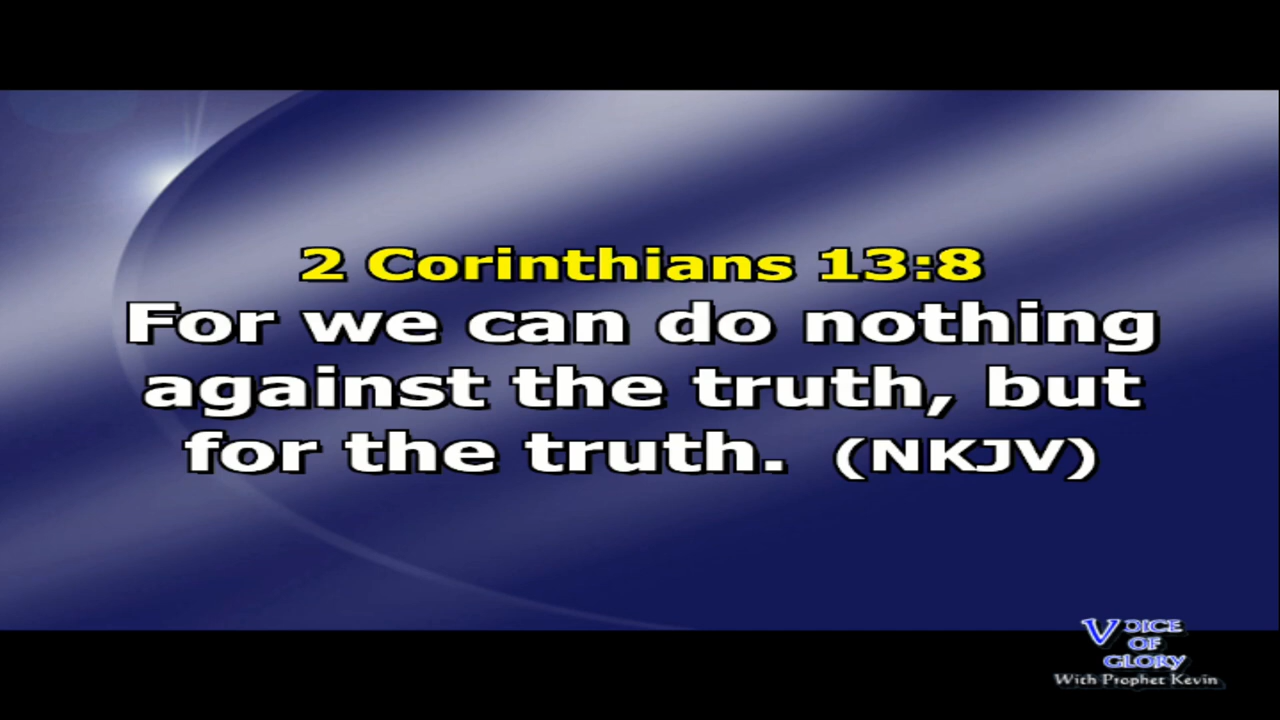 2 Corinthians 13:8
For we can do nothing
against the truth, but
for the truth. (NKJV)
VOICE
OF
GLORY
With Prophet Kevin